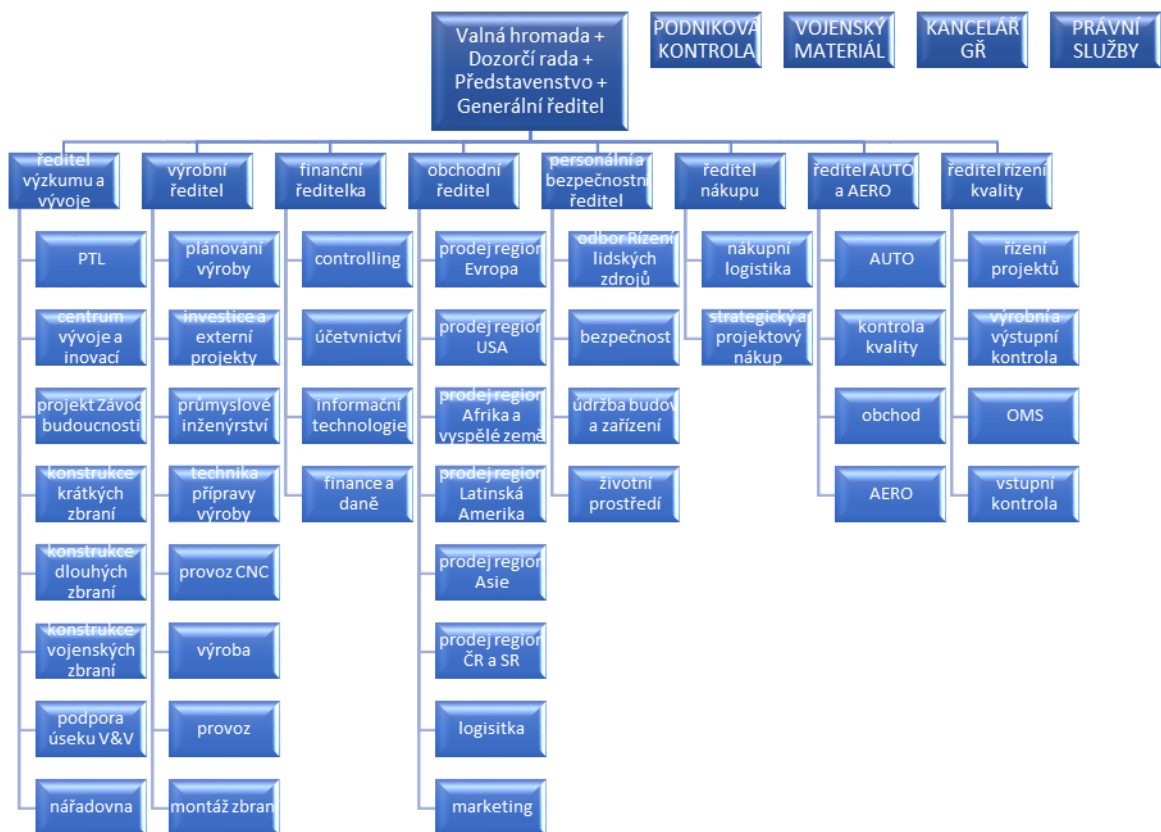 Valná hromada +
Dozorčí rada +
Představenstvo +
Generální ředitel
PODNIKOVÁ
KONTROLA
VOJENSKÝ
MATERIÁL
KANCELÁŘ
GŘ
PRÁVNÍ
SLUŽBY
ředitel
výzkumu a
vývoje
výrobní
ředitel
finanční
ředitelka
obchodní
ředitel
personální a
bezpečnostní
ředitel
ředitel
nákupu
ředitel AUTO
a AERO
ředitel řízení
kvality
PTL
centrum
vývoje a
inovací
projekt Závod
budoucnosti
konstrukce
krátkých
zbraní
konstrukce
dlouhých
zbraní
konstrukce
vojenských
zbraní
podpora
úseku V&V
nářadovna
plánování
výroby
investice a
externí
projekty
průmyslové
inženýrství
technika
přípravy
výroby
provoz CNC
výroba
provoz
montáž zbraní
controlling
účetvnictví
informační
technologie
finance a
daně
prodej region
Evropa
prodej region
USA
prodej region
Afrika a
vyspělé země
prodej region
Latinská
Amerika
prodej region
Asie
prodej region
ČR a SR
logisitka
marketing
odbor Řízení
lidských
zdrojů
bezpečnost
údržba budov
a zařízení
životní
prostředí
nákupní
logistika
strategický a
projektový
nákup
AUTO
kontrola
kvality
obchod
AERO
řízení
projektů
výrobní a
výstupní
kontrola
OMS
vstupní
kontrola